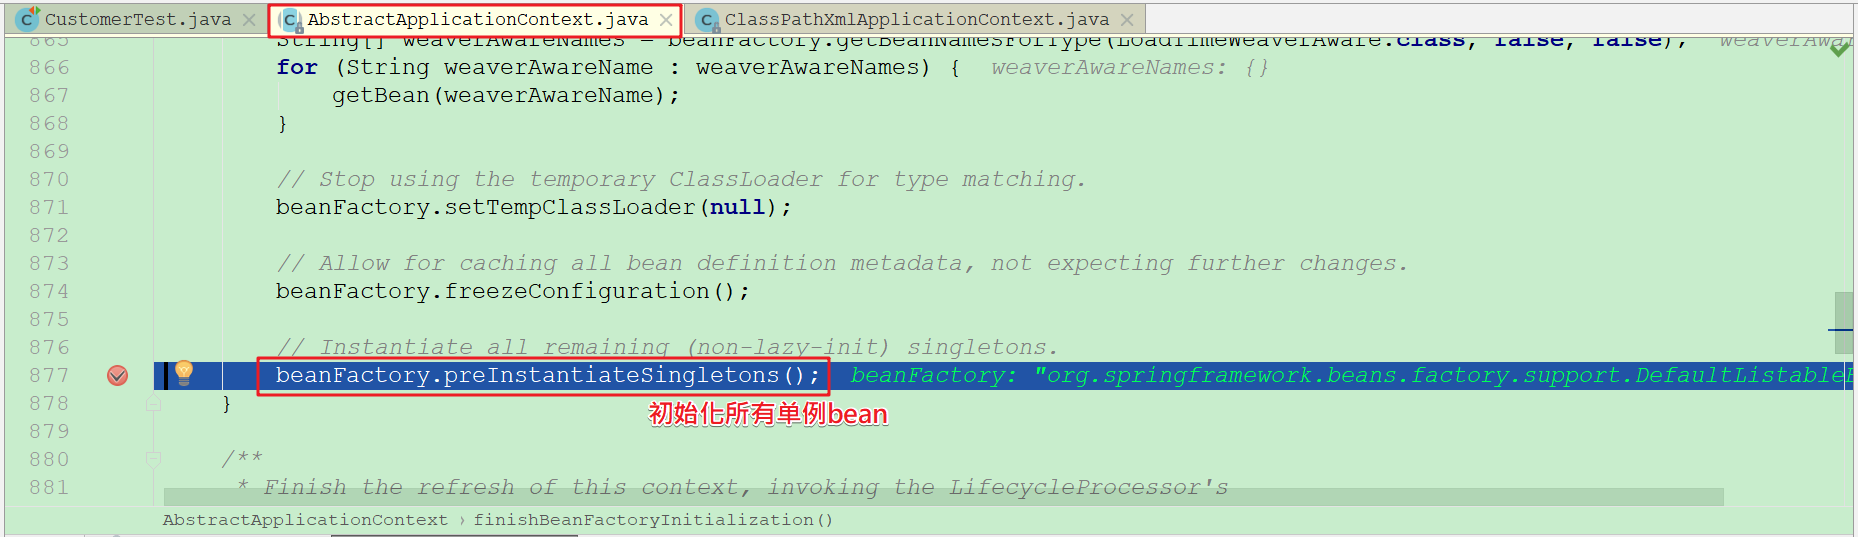 CustomerTest.java AbstractApplicationContext.java ClassPathXmlApplicationContext.java
865 String[] weaverAwareNames = beanFactory.getBeanNamesForType(LoadTimeWeaverAware.class, false, false); weaverAwar
866 for (String weaverAwareName : weaverAwareNames) { weaverAwareNames: {}
867 getBean(weaverAwareName);
868 }
869
870 // Stop using the temporary ClassLoader for type matching.
871 beanFactory.setTempClassLoader(null);
872
873 // Allow for caching all bean definition metadata, not expecting further changes.
874 beanFactory.freezeConfiguration();
875
876 // Instantiate all remaining (non-lazy-init) singletons.
877 beanFactory.preInstantiateSingletons(); beanFactory: "org.springframework.beans.factory.support.DefaultListableB
878 }
初始化所有单例bean
879
880 /**
881 * Finish the refresh of this context, invoking the LifecycleProcessor's
AbstractApplicationContext › finishBeanFactoryInitialization()